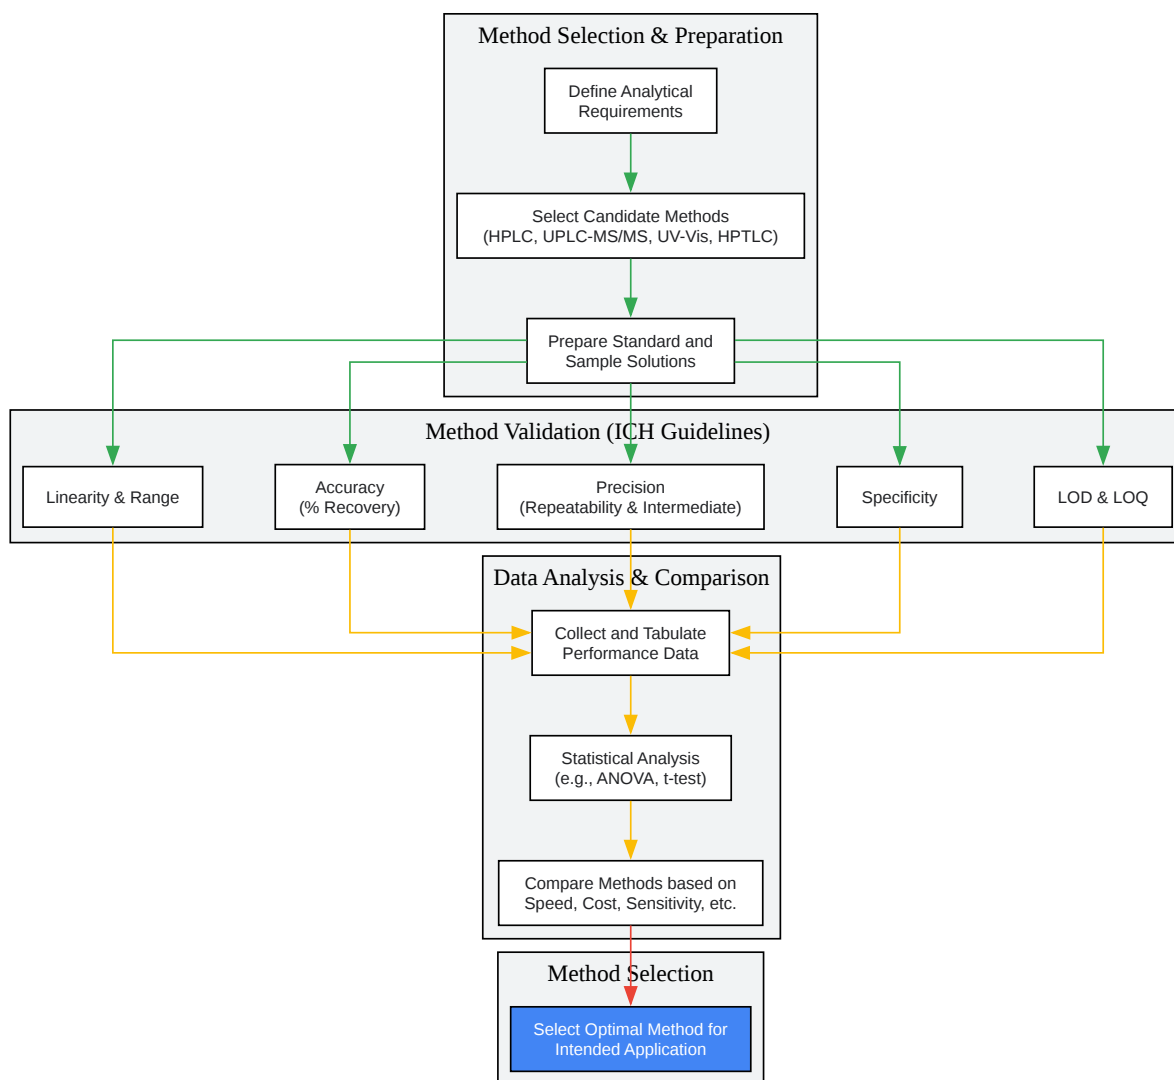 Method Selection & Preparation
Define Analytical
Requirements
Select Candidate Methods
(HPLC, UPLC-MS/MS, UV-Vis, HPTLC)
Prepare Standard and
Sample Solutions
Method Validation (ICH Guidelines)
Linearity & Range
Accuracy
(% Recovery)
Precision
(Repeatability & Intermediate)
Specificity
LOD & LOQ
Data Analysis & Comparison
Collect and Tabulate
Performance Data
Statistical Analysis
(e.g., ANOVA, t-test)
Compare Methods based on
Speed, Cost, Sensitivity, etc.
Method Selection
Select Optimal Method for
Intended Application